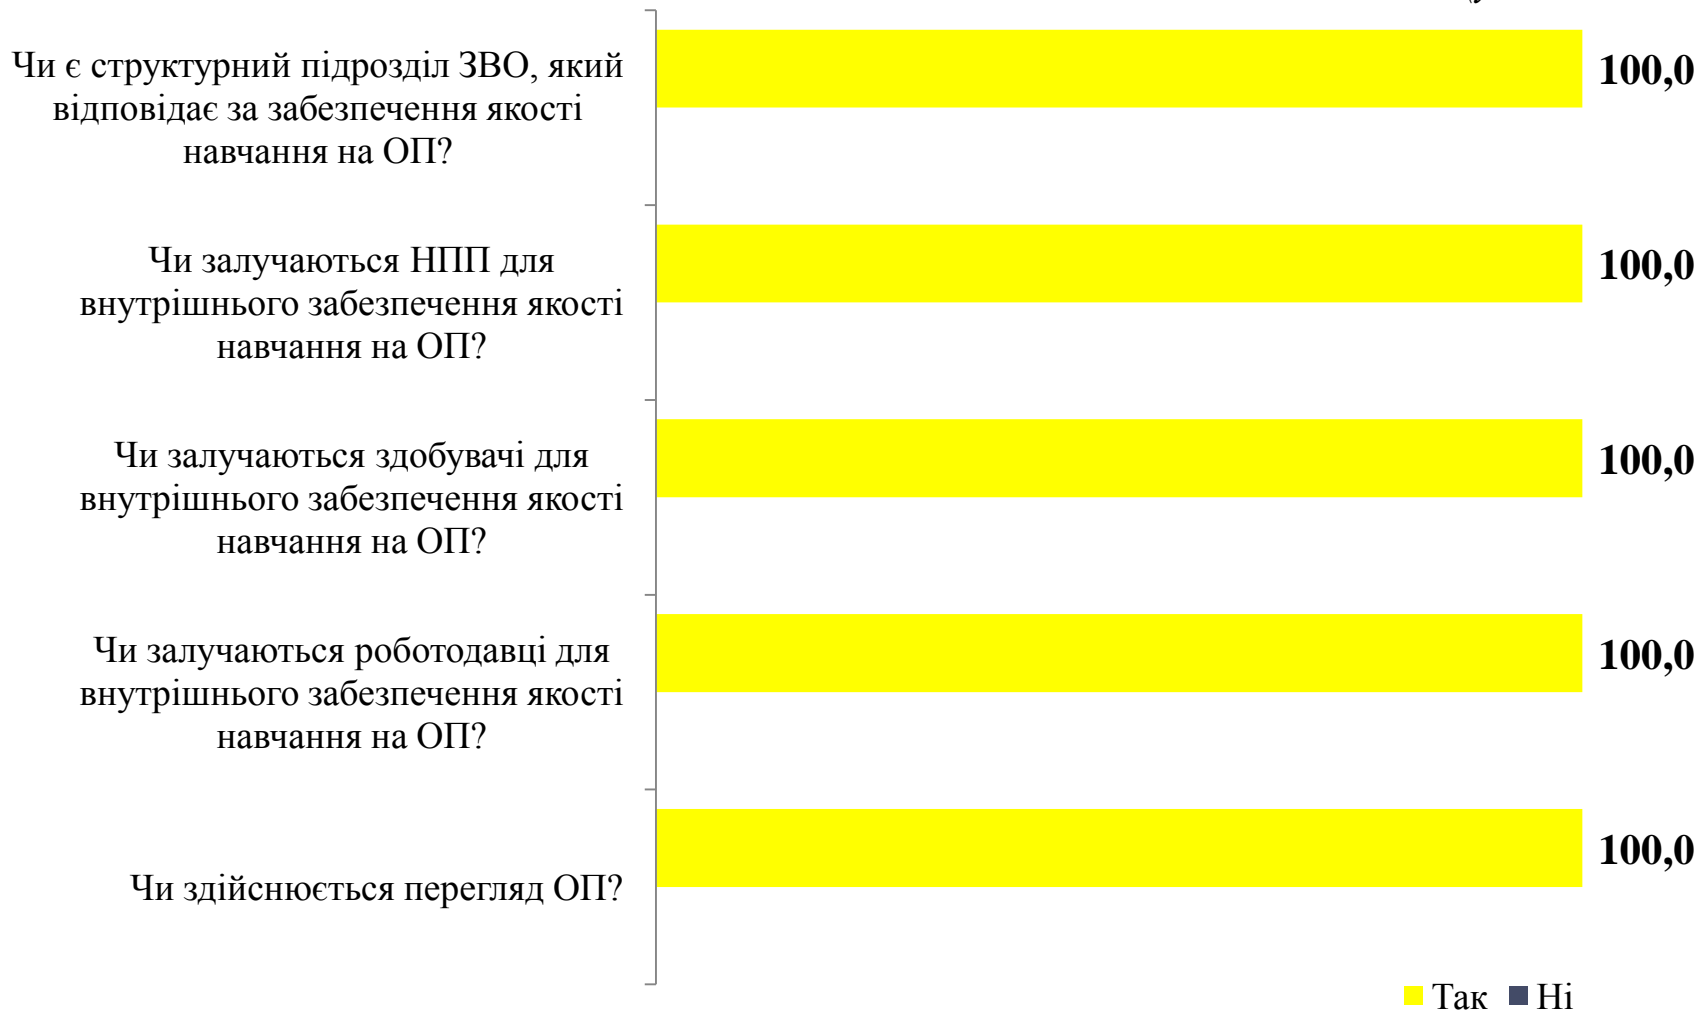 Чи є структурний підрозділ ЗВО, який
відповідає за забезпечення якості
навчання на ОП?
100,0
Чи залучаються НПП для
внутрішнього забезпечення якості
навчання на ОП?
100,0
Чи залучаються здобувачі для
внутрішнього забезпечення якості
навчання на ОП?
100,0
Чи залучаються роботодавці для
внутрішнього забезпечення якості
навчання на ОП?
100,0
Чи здійснюється перегляд ОП?
100,0
Так Ні